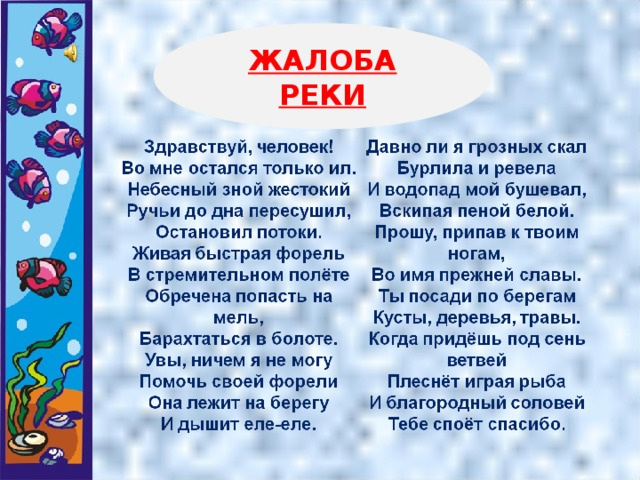 ЖАЛОБА
РЕКИ
Здравствуй, человек!
Во мне остался только ил.
Небесный зной жестокий
Ручьи до дна пересушил,
Остановил потоки.
Живая быстрая форель
В стремительном полёте
Обречена попасть на
мель,
Барахтаться в болоте.
Увы, ничем я не могу
Помочь своей форели
Она лежит на берегу
И дышит еле-еле.
Давно ли я грозных скал
Бурлила и ревела
И водопад мой бушевал,
Вскипая пеной белой.
Прошу, припав к твоим
ногам,
Во имя прежней славы.
Ты посади по берегам
Кусты, деревья, травы.
Когда придёшь под сень
ветвей
Плеснёт играя рыба
И благородный соловей
Тебе споёт спасибо.